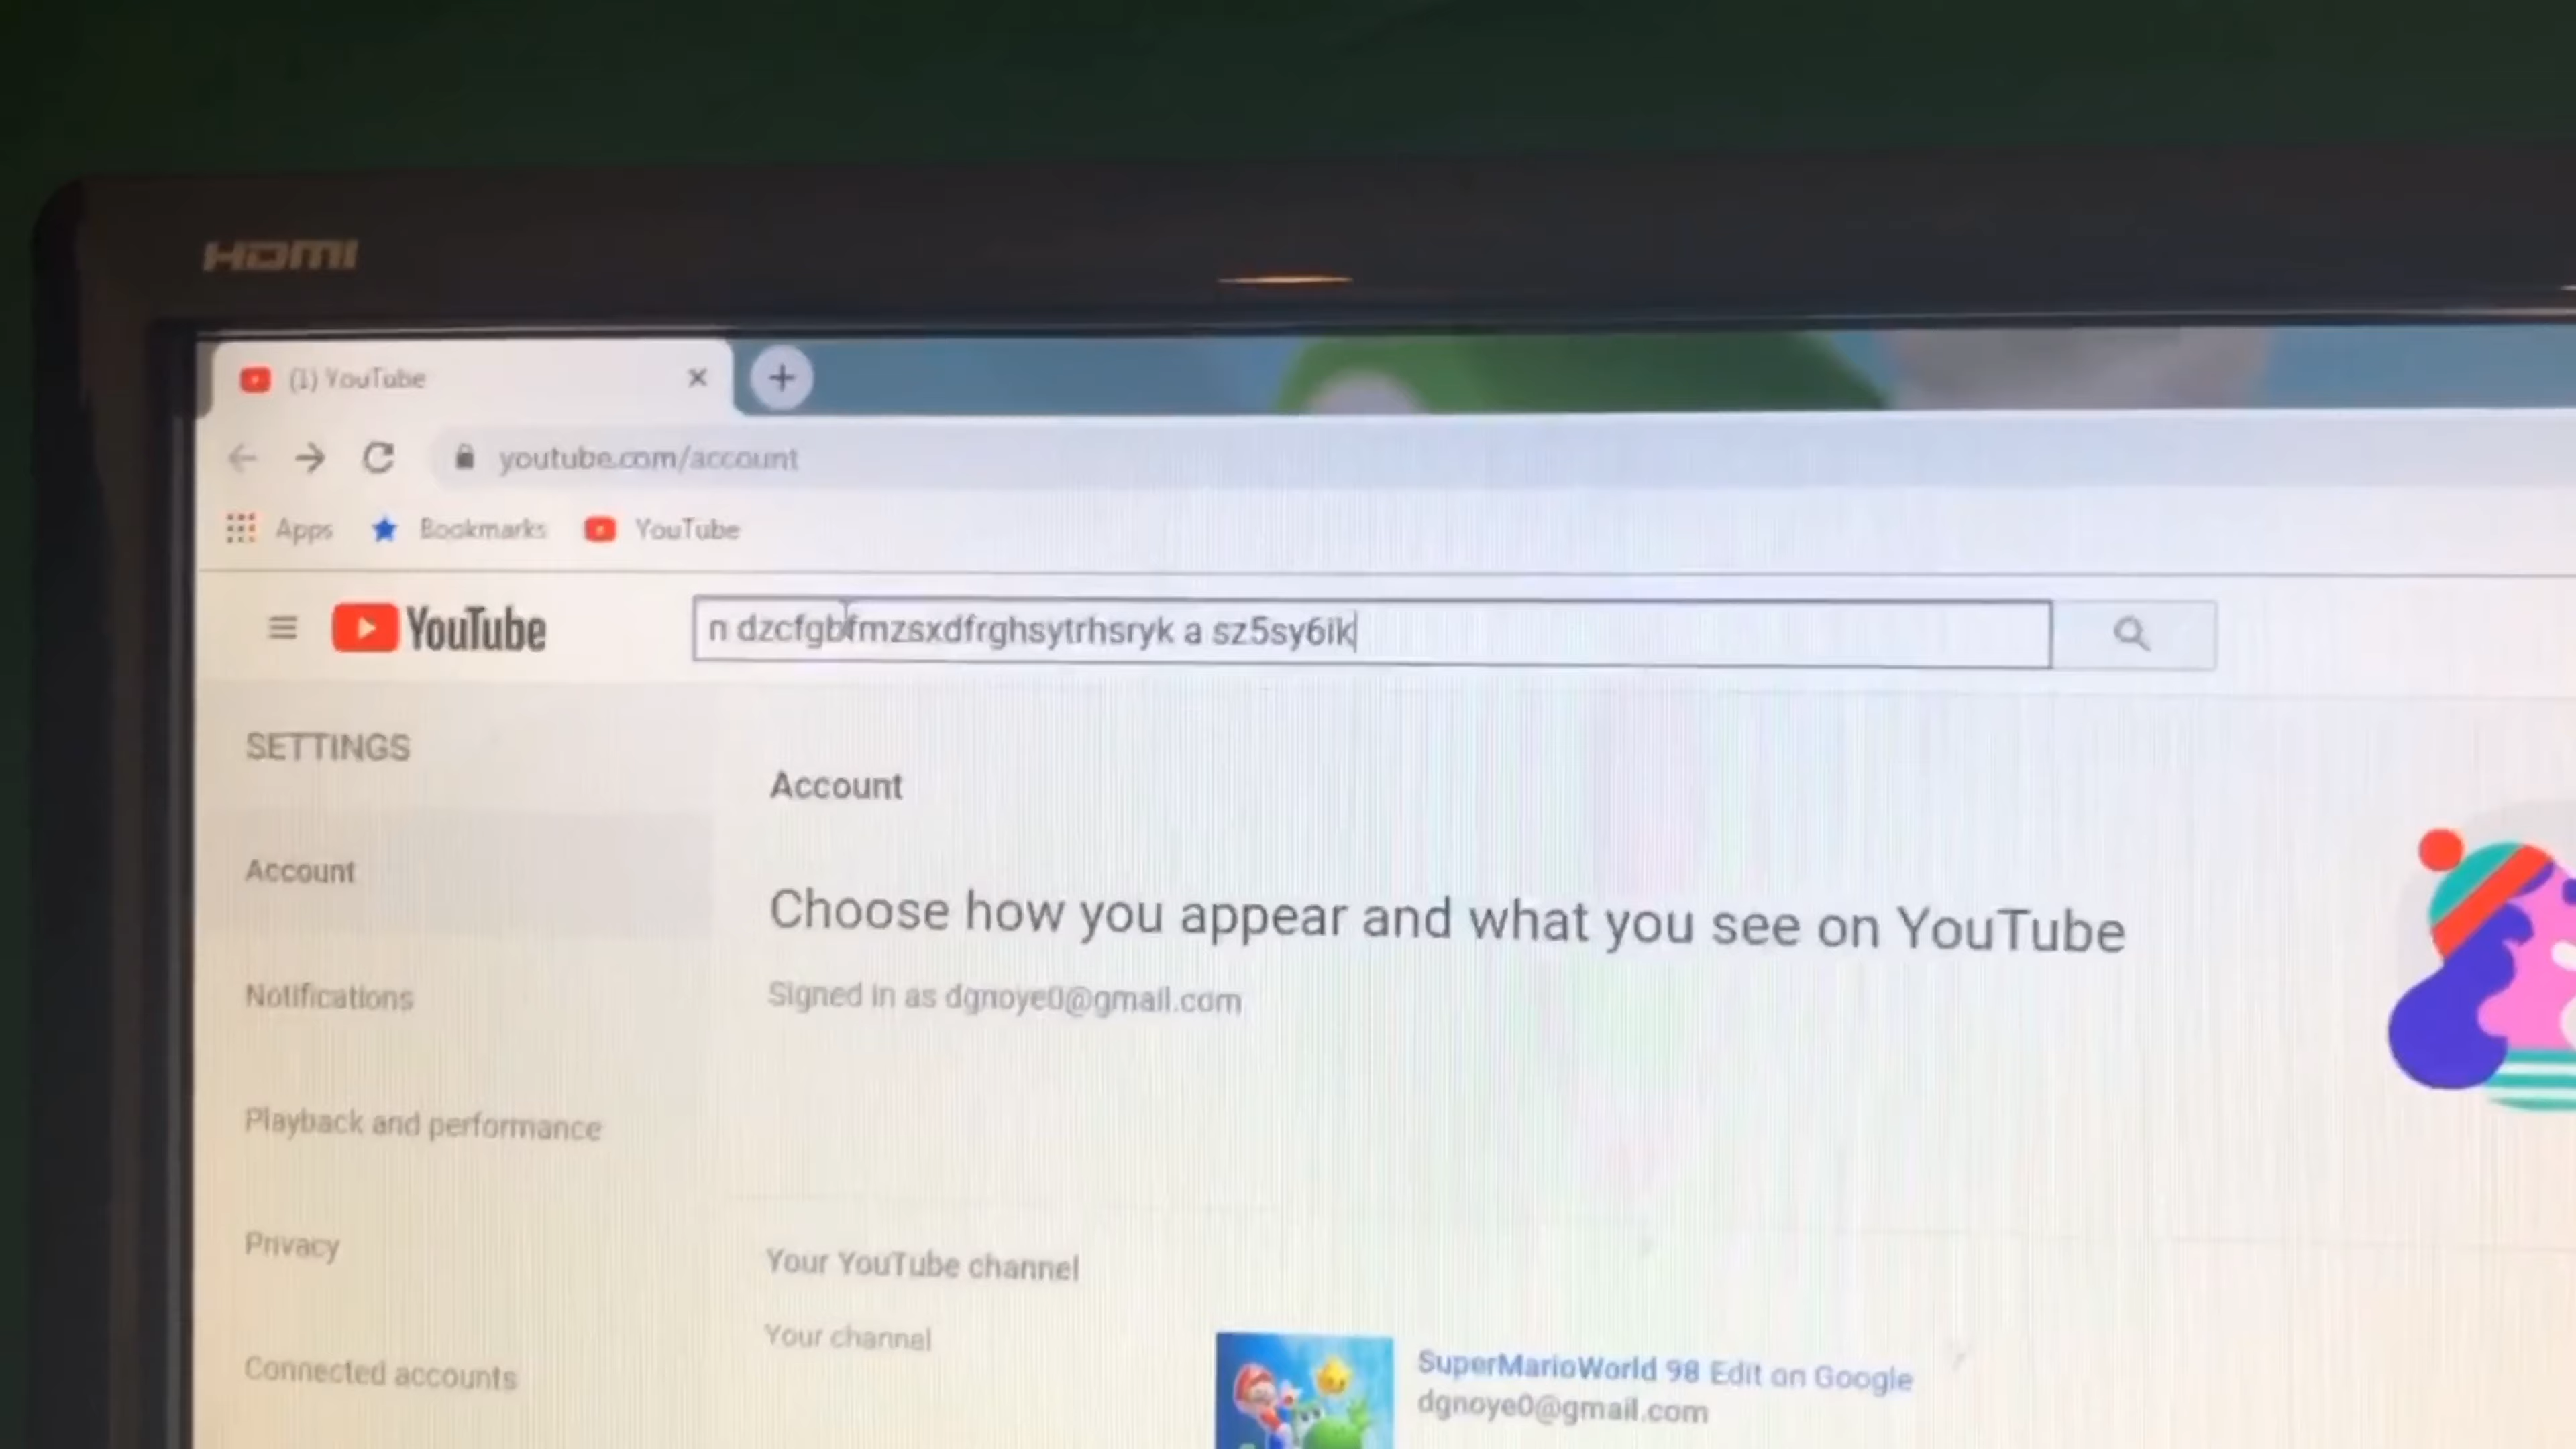 HDMI
(1) YouTube
youtube.com/account
Apps Bookmarks YouTube
YouTube
n dzcfgbfmzsxdfrghsytrhsryk a sz5sy6ik
SETTINGS
Account
Account
Choose how you appear and what you see on YouTube
Notifications
Signed in as dgnoye0@gmail.com
Playback and performance
Privacy
Your YouTube channel
Your channel
Connected accounts
SuperMarioWorld 98 Edit on Google
dgnoye0@gmail.com